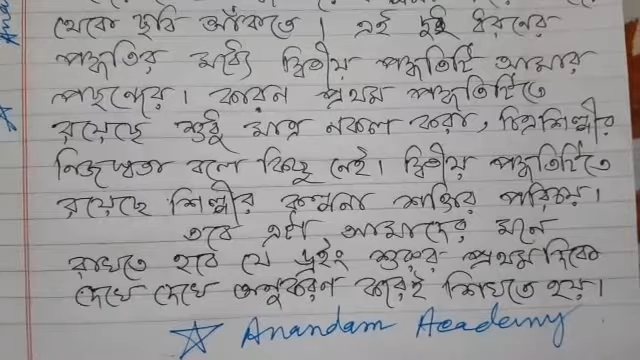 থেকে ছবি আঁকতে। এই দুই ধরনের
পদ্ধতির মধ্যে দ্বিতীয় পদ্ধতিটি আমার
পছন্দের। কারন প্রথম পদ্ধতিটিতে
রয়েছে শুধু মাত্র নকল করা, চিত্রশিল্পীর
নিজস্বতা বলে কিছু নেই। দ্বিতীয় পদ্ধতিটিতে
রয়েছে শিল্পীর কল্পনা শক্তির পরিচয়।
তবে এটা আমাদের মনে
রাখতে হবে যে ড্রইং শুরুর প্রথমদিকে
দেখে দেখে অনুকরণ করেই শিখতে হয়।
Anandam Academy